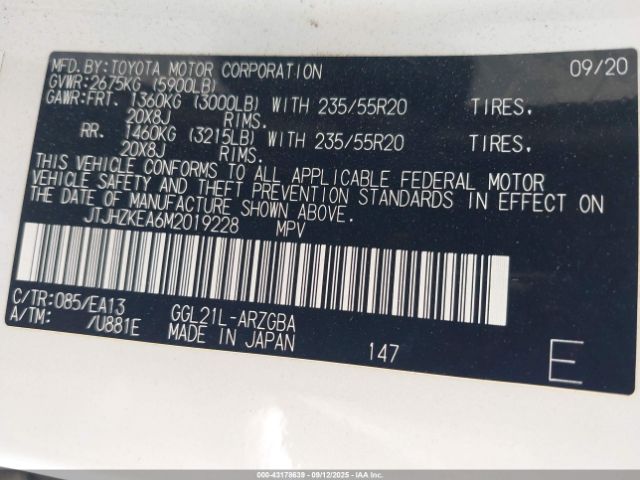 MFD.BY:TOYOTA MOTOR CORPORATION 09/20
GVWR:2675KG (5900LB)
GAWR:FRT. 1360KG (3000LB) WITH 235/55R20 TIRES,
20X8J RIMS.
RR. 1460KG (3215LB) WITH 235/55R20 TIRES,
20X8J RIMS.
THIS VEHICLE CONFORMS TO ALL APPLICABLE FEDERAL MOTOR
VEHICLE SAFETY AND THEFT PREVENTION STANDARDS IN EFFECT ON
THE DATE OF MANUFACTURE SHOWN ABOVE.
JTJHZKEA6M2019228 MPV
C/TR:085/EA13 GGL21L-ARZGBA
A/TM: /U881E MADE IN JAPAN 147 E
000-43178639 - 09/12/2025 - IAA Inc.